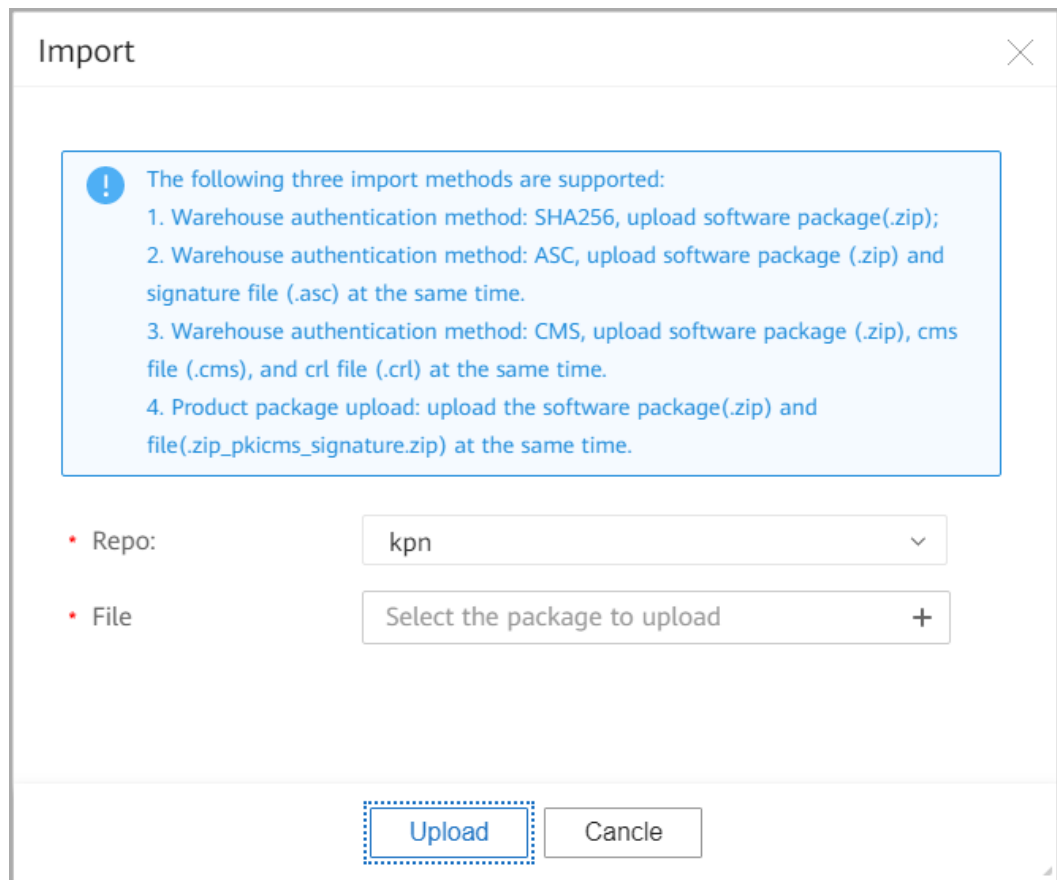 Import
The following three import methods are supported:
1. Warehouse authentication method: SHA256, upload software package(.zip);
2. Warehouse authentication method: ASC, upload software package (.zip) and
signature file (.asc) at the same time.
3. Warehouse authentication method: CMS, upload software package (.zip), cms
file (.cms), and crl file (.crl) at the same time.
4. Product package upload: upload the software package(.zip) and
file(.zip_pkicms_signature.zip) at the same time.
* Repo: kpn
* File Select the package to upload +
Upload Cancle